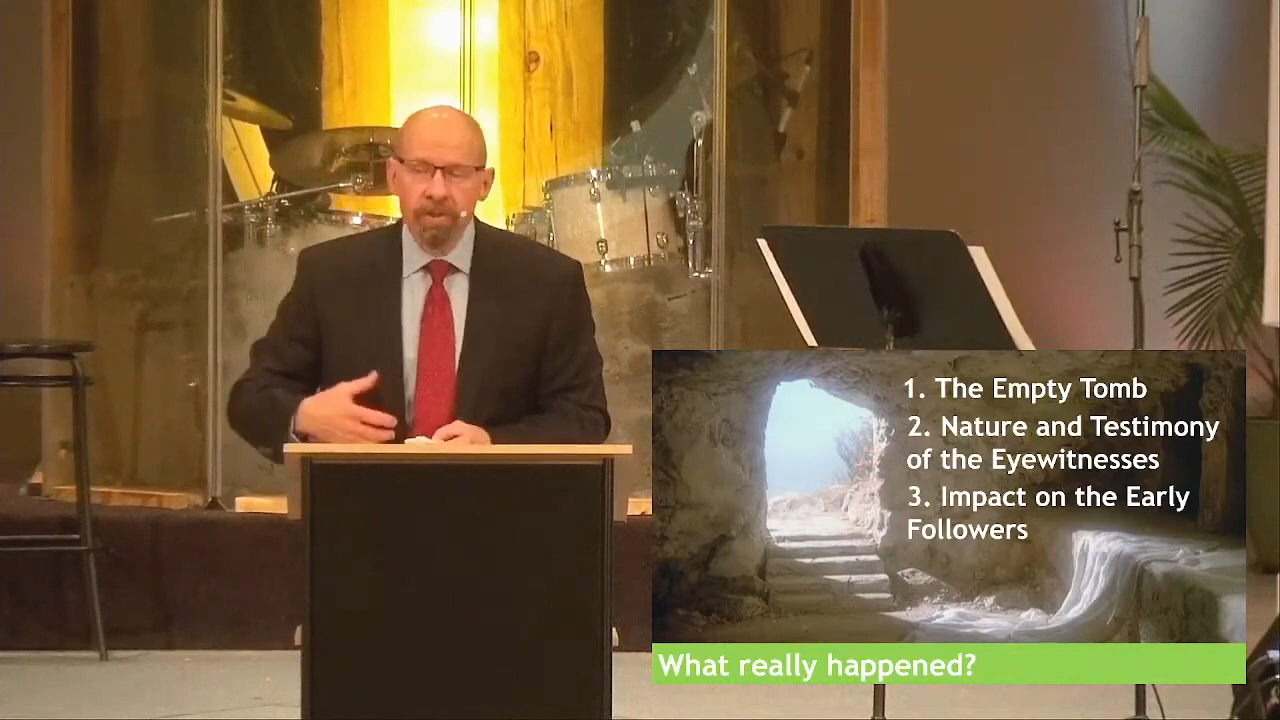 1. The Empty Tomb
2. Nature and Testimony
of the Eyewitnesses
3. Impact on the Early
Followers
What really happened?